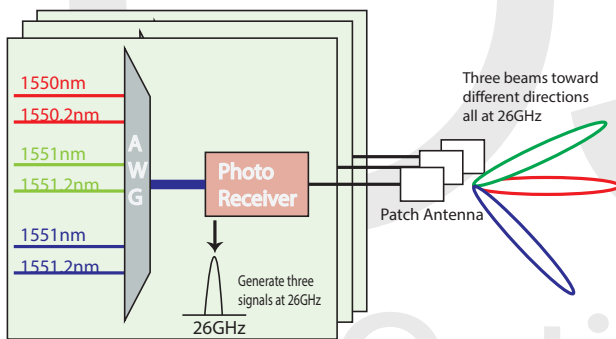 1550nm
1550.2nm
1551nm
1551.2nm
1551nm
1551.2nm
A
W
G
Photo
Receiver
Generate three
signals at 26GHz
26GHz
Patch Antenna
Three beams toward
different directions
all at 26GHz